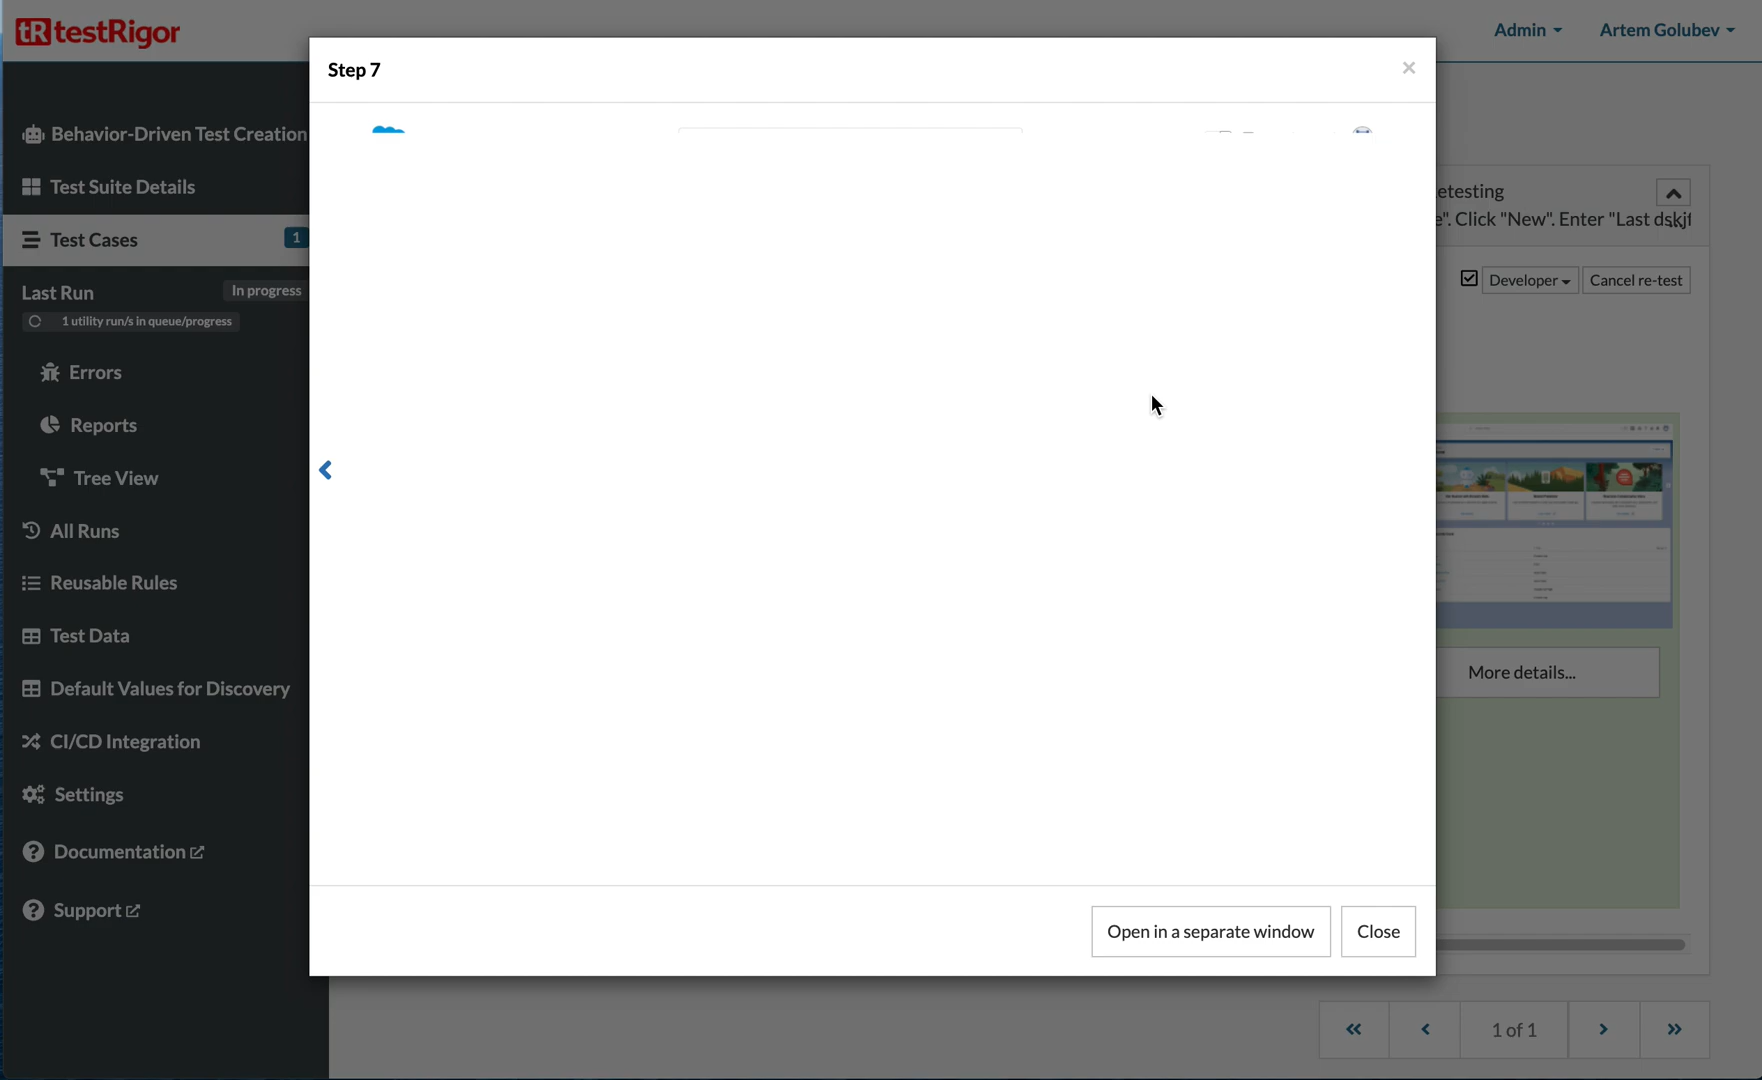 testRigor
Admin
Artem Golubev
Step 7
×
Behavior-Driven Test Creation
Test Suite Details
Test Cases
1
Last Run
In progress
1 utility run/s in queue/progress
Errors
Reports
Tree View
All Runs
Reusable Rules
Test Data
Default Values for Discovery
CI/CD Integration
Settings
Documentation
Support
etesting
e". Click "New". Enter "Last
Developer
Cancel re-test
More details...
Open in a separate window
Close
«
‹
1 of 1
›
»